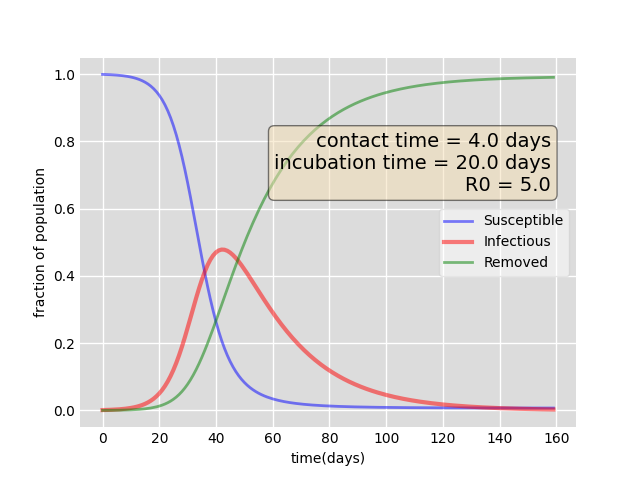 1.0
0.8
0.6
0.4
0.2
0.0
fraction of population
contact time = 4.0 days
incubation time = 20.0 days
R0 = 5.0
Susceptible
Infectious
Removed
0 20 40 60 80 100 120 140 160
time(days)